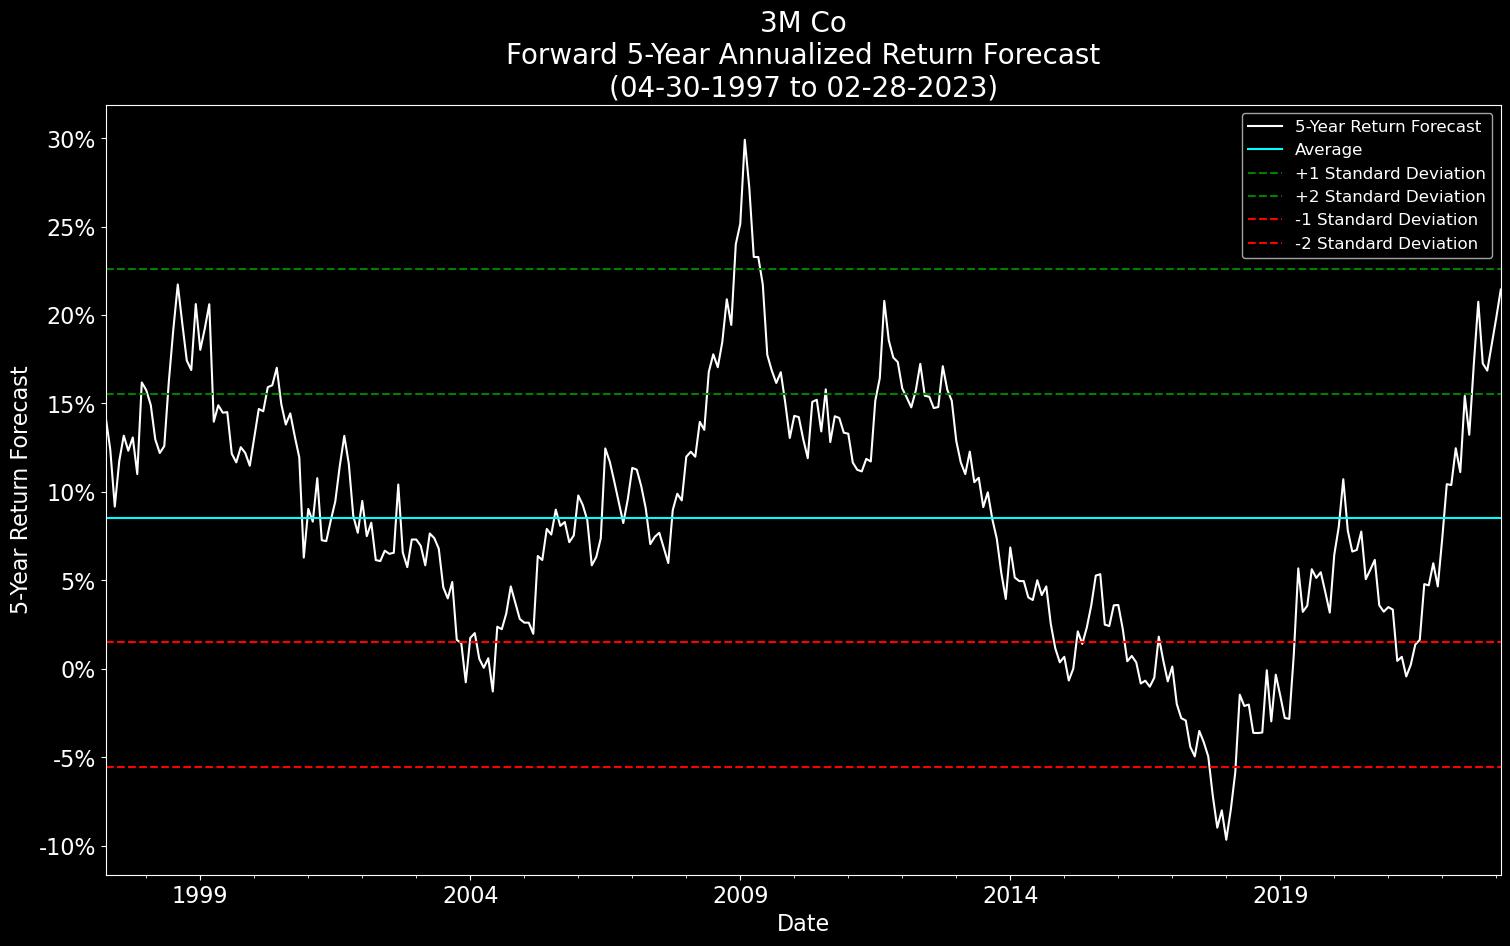 3M Co
Forward 5-Year Annualized Return Forecast
(04-30-1997 to 02-28-2023)
5-Year Return Forecast
Average
+1 Standard Deviation
+2 Standard Deviation
-1 Standard Deviation
-2 Standard Deviation
30%
25%
20%
15%
10%
5%
0%
-5%
-10%
5-Year Return Forecast
1999
2004
2009
2014
2019
Date